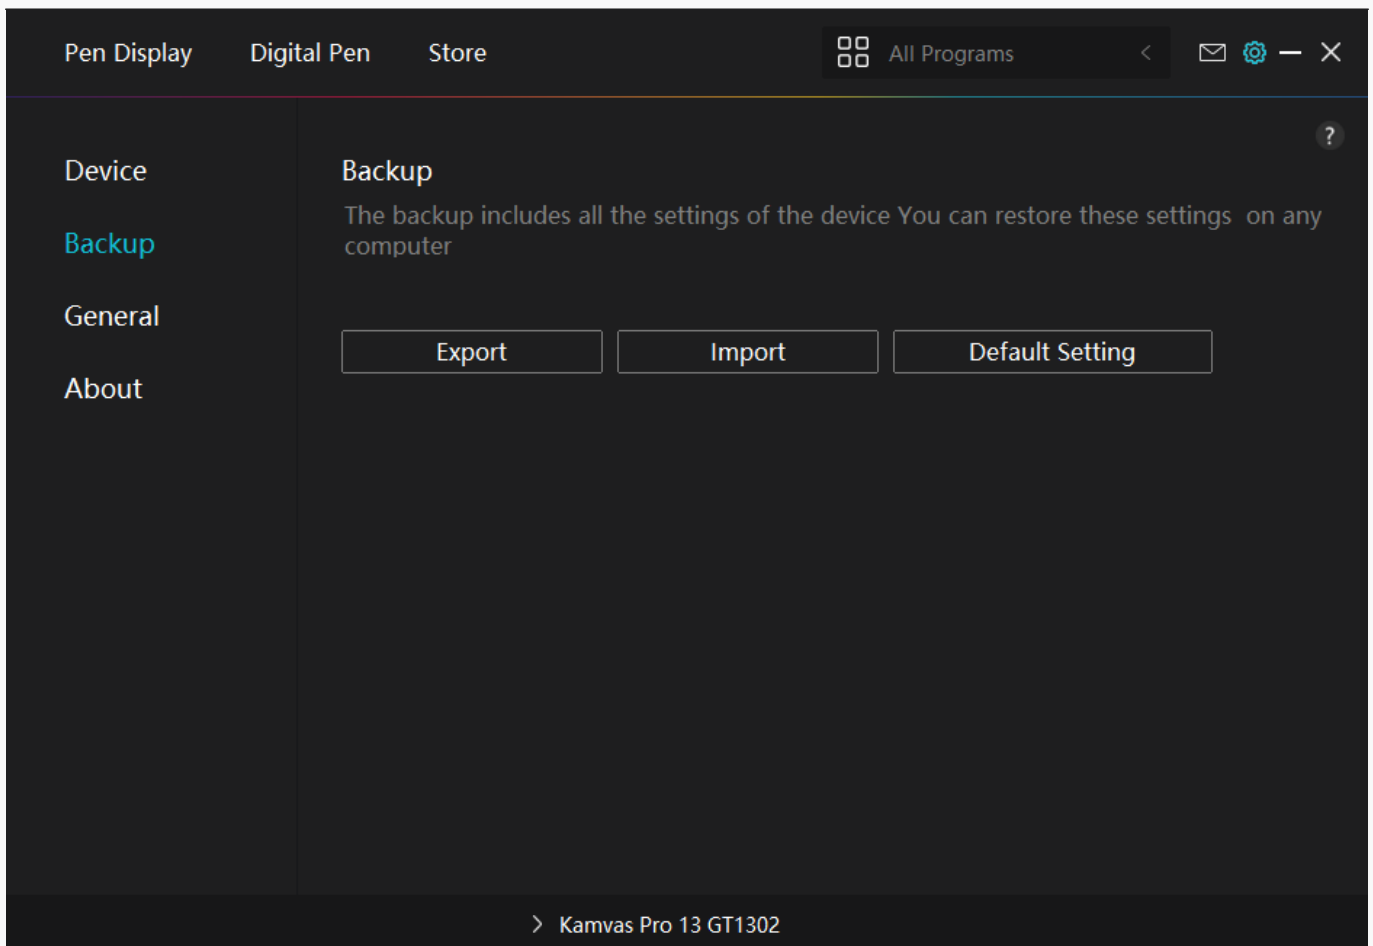 Pen Display Digital Pen Store All Programs
?
Device
Backup
General
About
Backup
The backup includes all the settings of the device You can restore these settings  on any
computer
Export Import Default Setting
Kamvas Pro 13 GT1302